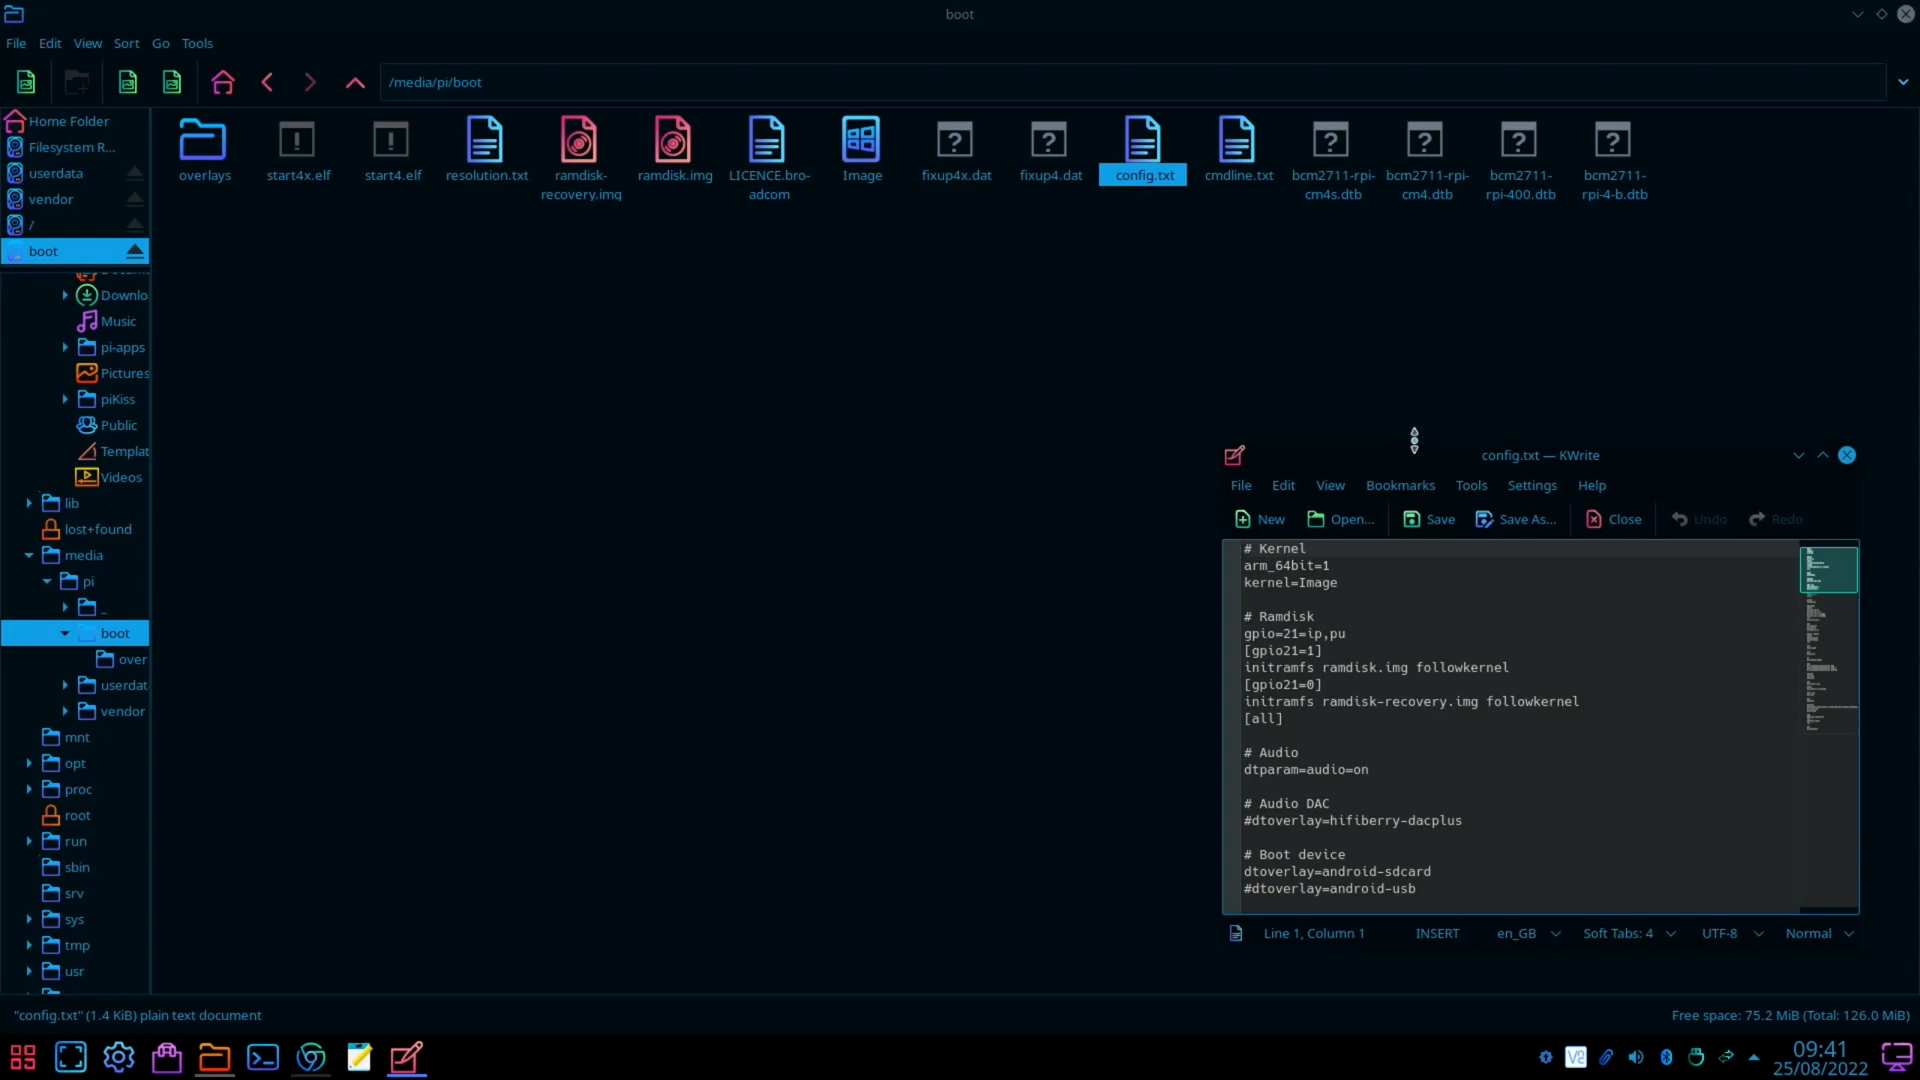 boot
File Edit View Sort Go Tools
/media/pi/boot
Home Folder
Filesystem R...
userdata
vendor
/
boot
Downlo
Music
pi-apps
Pictures
piKiss
Public
Templat
Videos
lib
lost+found
media
pi
_
boot
over
userdat
vendor
mnt
opt
proc
root
run
sbin
srv
sys
tmp
usr
overlays
start4x.elf
start4.elf
resolution.txt
ramdisk-
recovery.img
ramdisk.img
LICENCE.bro-
adcom
Image
fixup4x.dat
fixup4.dat
config.txt
cmdline.txt
bcm2711-rpi-
cm4s.dtb
bcm2711-rpi-
cm4.dtb
bcm2711-
rpi-400.dtb
bcm2711-
rpi-4-b.dtb
config.txt — KWrite
File Edit View Bookmarks Tools Settings Help
New Open... Save Save As... Close Undo Redo
# Kernel
arm_64bit=1
kernel=Image
# Ramdisk
gpio=21=ip,pu
[gpio21=1]
initramfs ramdisk.img followkernel
[gpio21=0]
initramfs ramdisk-recovery.img followkernel
[all]
# Audio
dtparam=audio=on
# Audio DAC
#dtoverlay=hifiberry-dacplus
# Boot device
dtoverlay=android-sdcard
#dtoverlay=android-usb
Line 1, Column 1 INSERT en_GB Soft Tabs: 4 UTF-8 Normal
"config.txt" (1.4 KiB) plain text document
Free space: 75.2 MiB (Total: 126.0 MiB)
09:41
25/08/2022